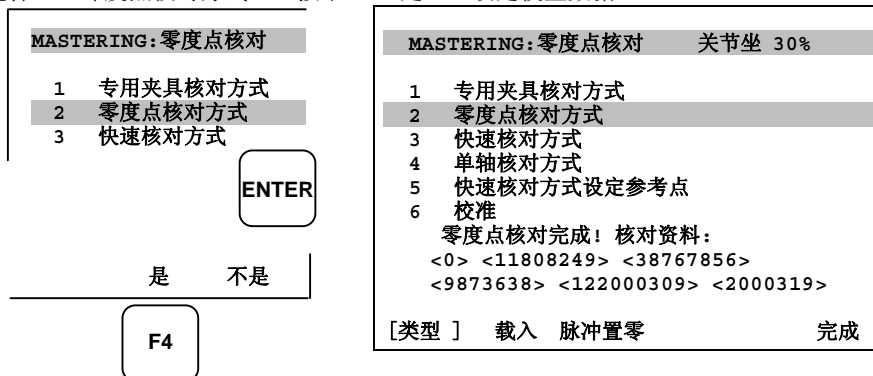 MASTERING:零度点核对
1 专用夹具核对方式
2 零度点核对方式
3 快速核对方式
ENTER
是 不是
F4
MASTERING:零度点核对 关节坐 30%
1 专用夹具核对方式
2 零度点核对方式
3 快速核对方式
4 单轴核对方式
5 快速核对方式设定参考点
6 校准
零度点核对完成! 核对资料:
<0> <11808249> <38767856>
<9873638> <122000309> <2000319>
[类型 ] 载入 脉冲置零 完成